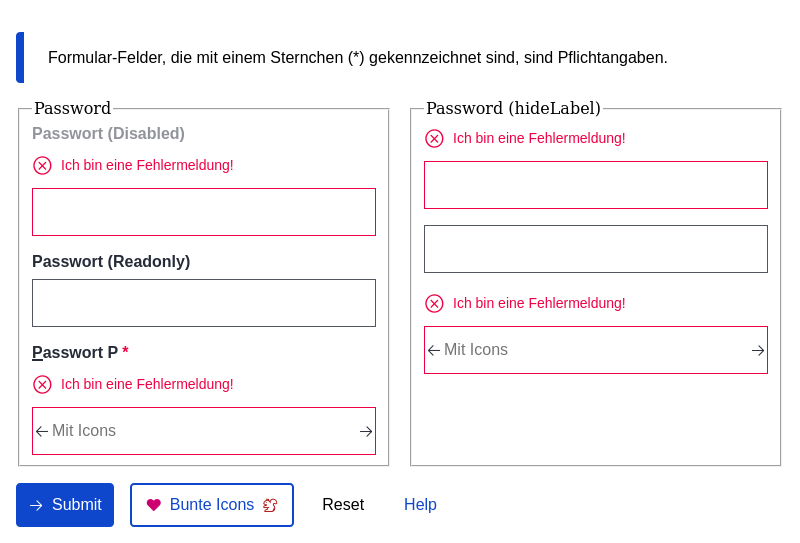 Formular-Felder, die mit einem Sternchen (*) gekennzeichnet sind, sind Pflichtangaben.
Password
Passwort (Disabled)
Ich bin eine Fehlermeldung!
Passwort (Readonly)
Passwort P *
Ich bin eine Fehlermeldung!
Mit Icons
Password (hideLabel)
Ich bin eine Fehlermeldung!
Ich bin eine Fehlermeldung!
Mit Icons
Submit
Bunte Icons
Reset
Help